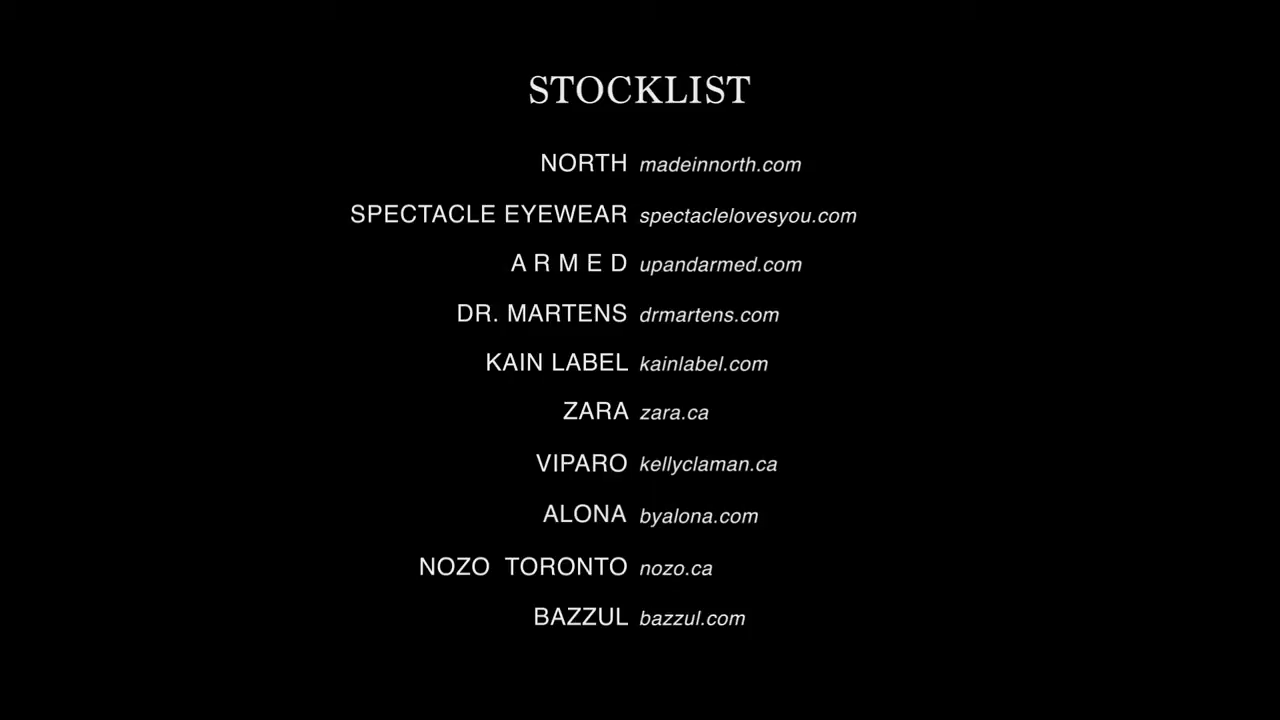 STOCKLIST
NORTH madeinnorth.com
SPECTACLE EYEWEAR spectaclelovesyou.com
A R M E D upandarmed.com
DR. MARTENS drmartens.com
KAIN LABEL kainlabel.com
ZARA zara.ca
VIPARO kellyclaman.ca
ALONA byalona.com
NOZO TORONTO nozo.ca
BAZZUL bazzul.com